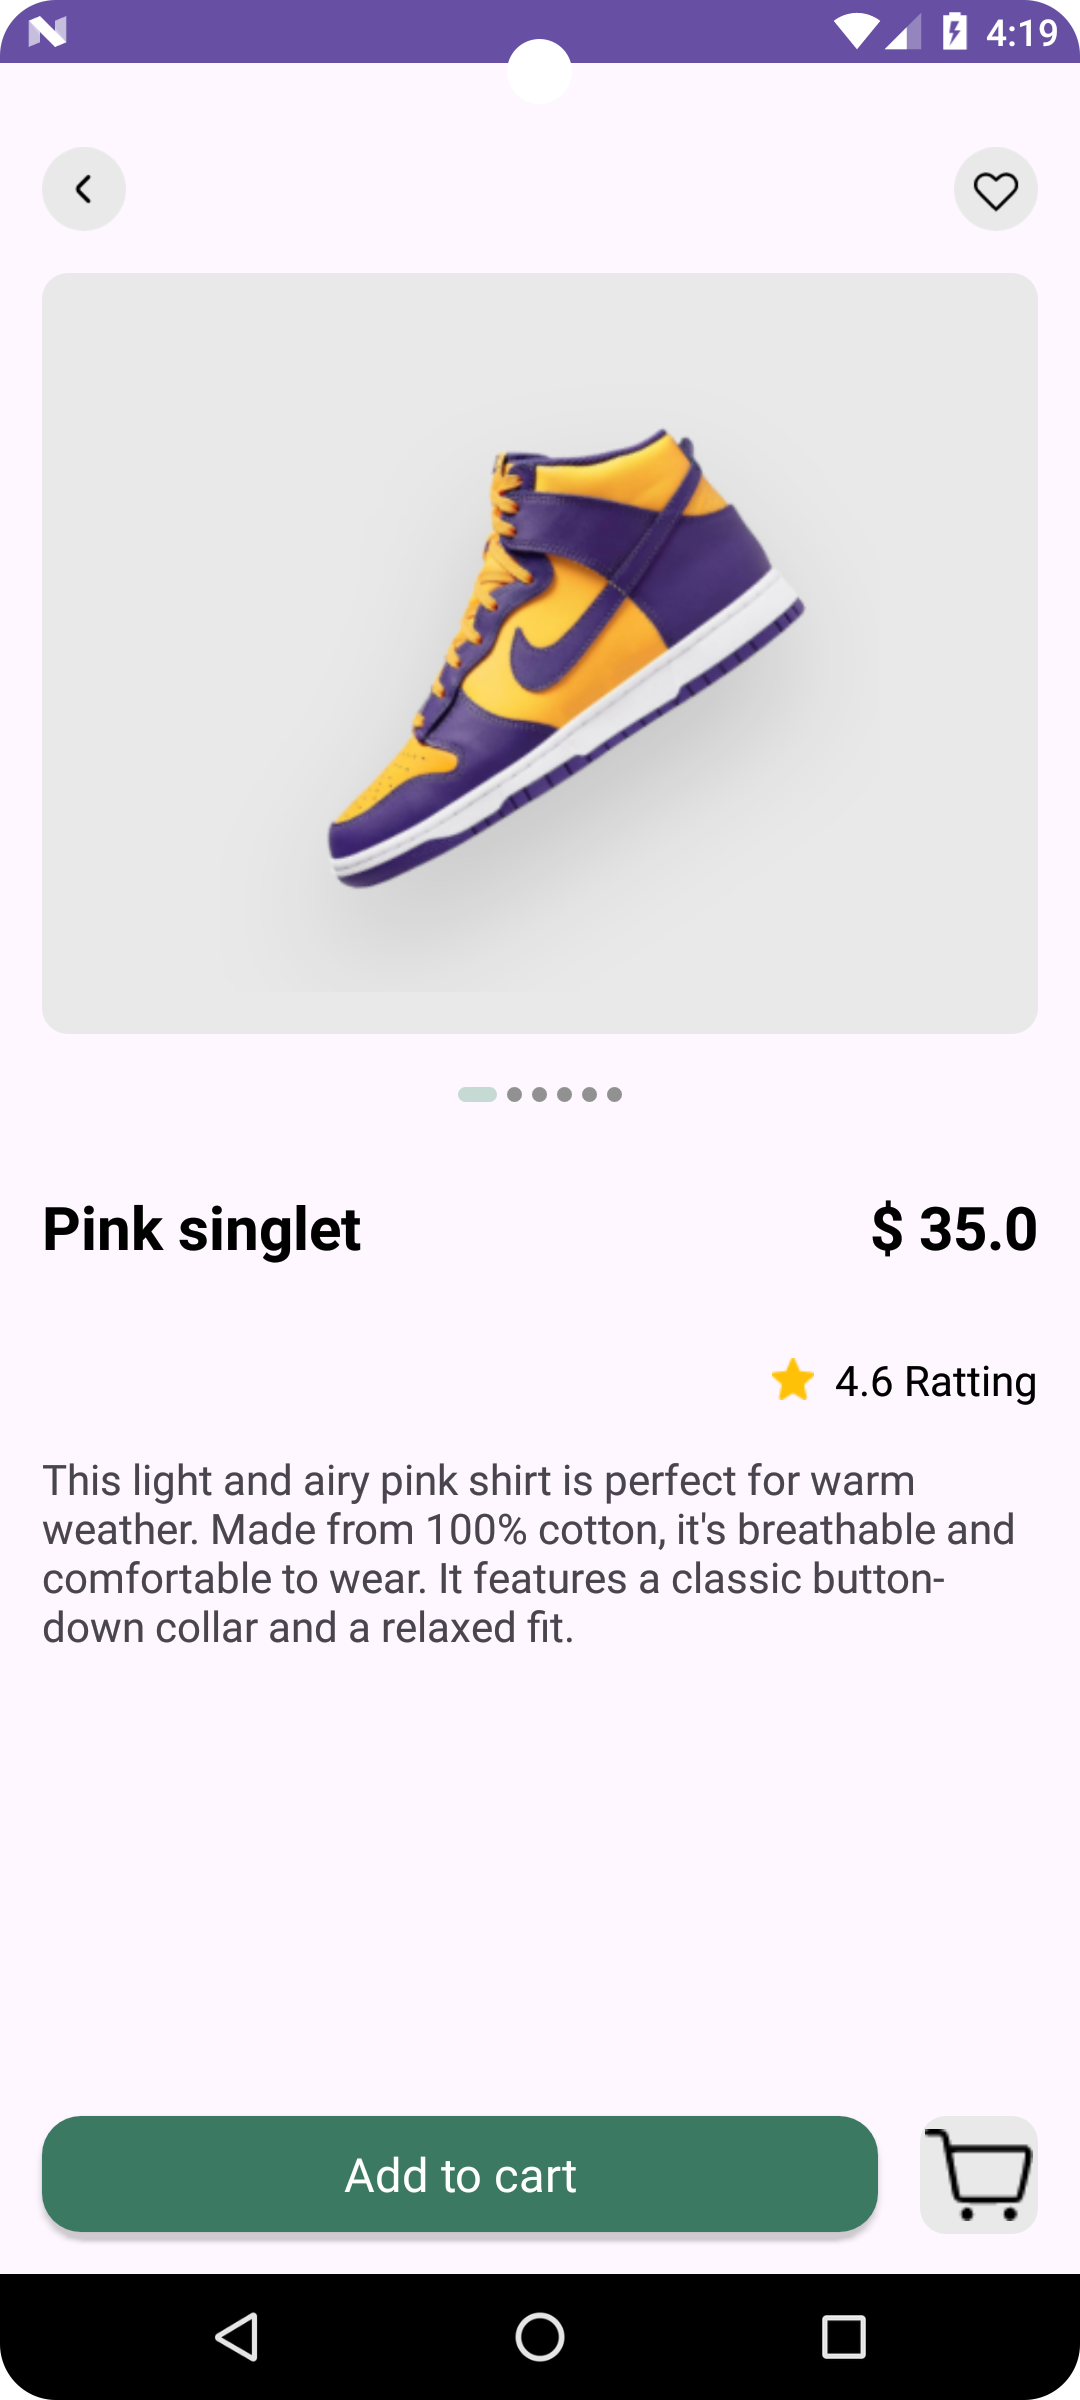 4:19
Pink singlet
$ 35.0
4.6 Ratting
This light and airy pink shirt is perfect for warm
weather. Made from 100% cotton, it's breathable and
comfortable to wear. It features a classic button-
down collar and a relaxed fit.
Add to cart